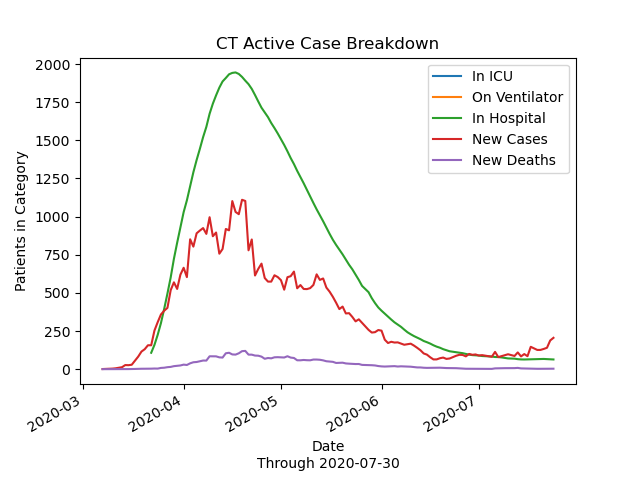 CT Active Case Breakdown
2000
1750
1500
1250
1000
750
500
250
0
Patients in Category
In ICU
On Ventilator
In Hospital
New Cases
New Deaths
2020-03
2020-04
2020-05
2020-06
2020-07
Date
Through 2020-07-30